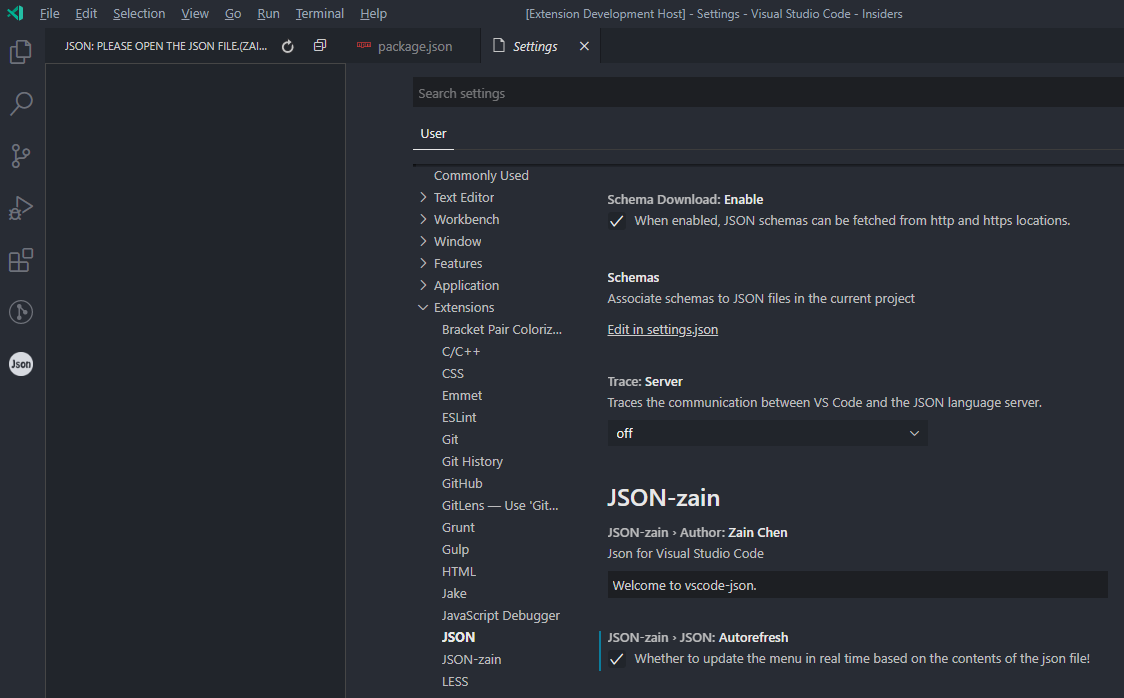 File Edit Selection View Go Run Terminal Help [Extension Development Host] - Settings - Visual Studio Code - Insiders
JSON: PLEASE OPEN THE JSON FILE.(ZAI...
npm package.json
Settings
Search settings
User
Commonly Used
Text Editor
Workbench
Window
Features
Application
Extensions
Bracket Pair Coloriz...
C/C++
CSS
Emmet
ESLint
Git
Git History
GitHub
GitLens — Use 'Git...
Grunt
Gulp
HTML
Jake
JavaScript Debugger
JSON
JSON-zain
LESS
Schema Download: Enable
When enabled, JSON schemas can be fetched from http and https locations.
Schemas
Associate schemas to JSON files in the current project
Edit in settings.json
Trace: Server
Traces the communication between VS Code and the JSON language server.
off
JSON-zain
JSON-zain › Author: Zain Chen
Json for Visual Studio Code
Welcome to vscode-json.
JSON-zain › JSON: Autorefresh
Whether to update the menu in real time based on the contents of the json file!
Json